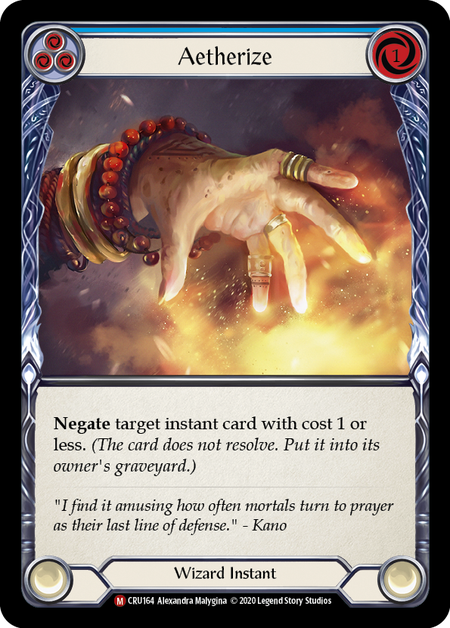 Aetherize
1
Negate target instant card with cost 1 or
less. (The card does not resolve. Put it into its
owner's graveyard.)
"I find it amusing how often mortals turn to prayer
as their last line of defense." - Kano
Wizard Instant
M CRU164 Alexandra Malygina © 2020 Legend Story Studios